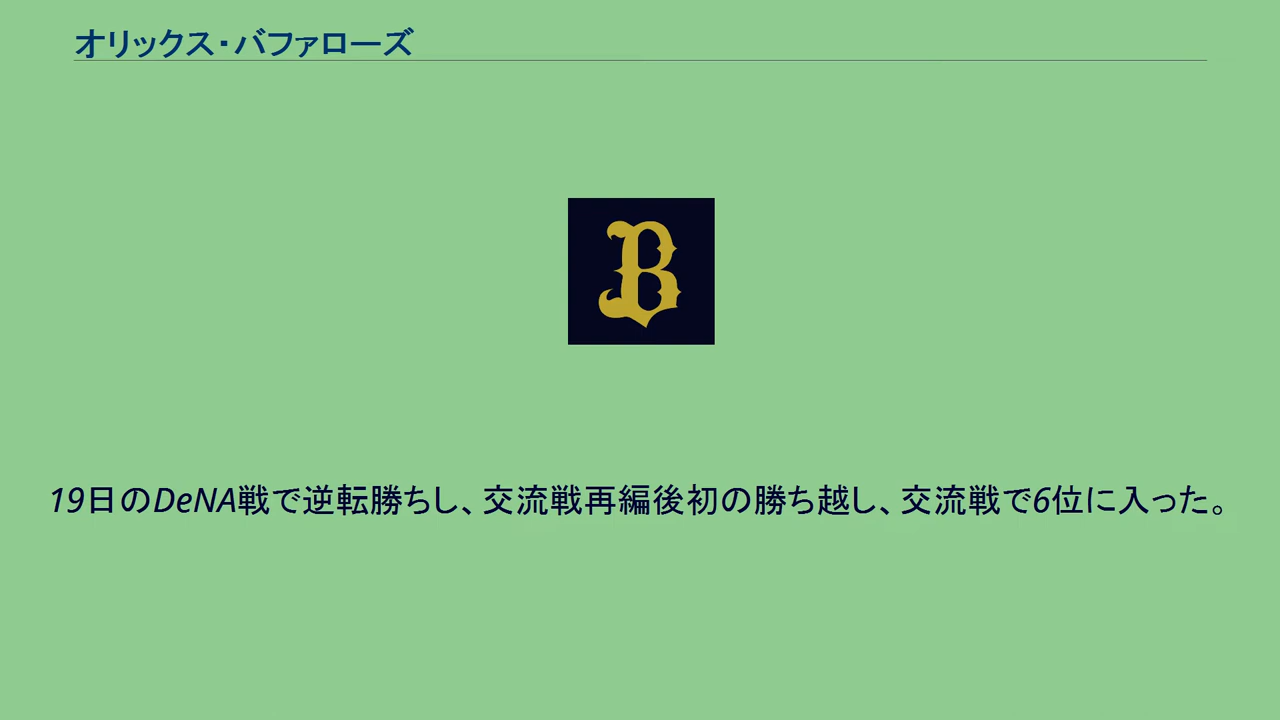 オリックス・バファローズ
B
19日のDeNA戦で逆転勝ちし、交流戦再編後初の勝ち越し、交流戦で6位に入った。